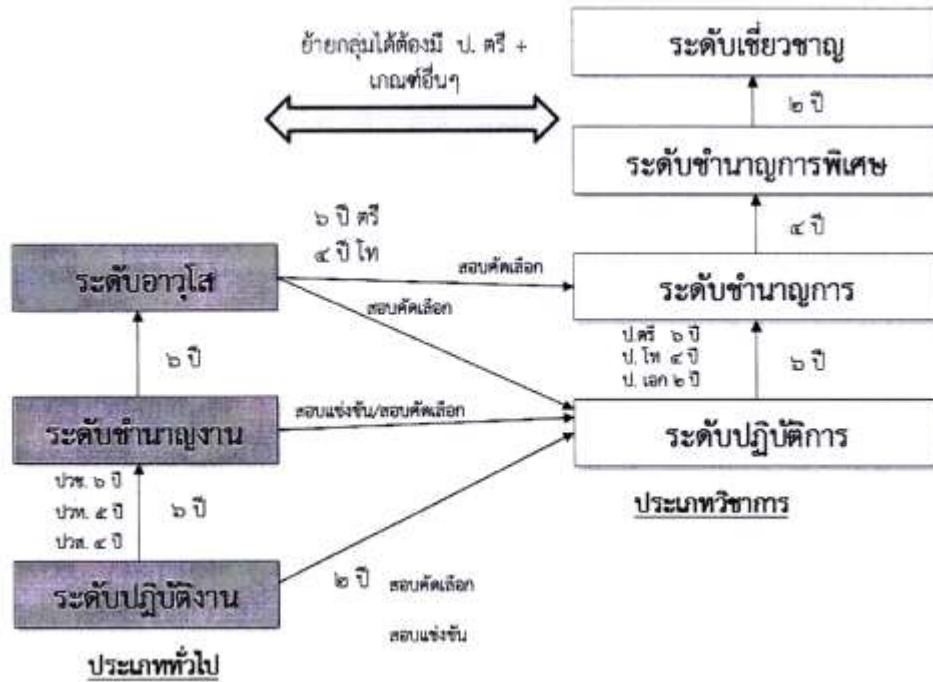 ย้ายกลุ่มได้ต้องมี ป. ตรี +
เกณฑ์อื่นๆ
ระดับเชี่ยวชาญ
๒ ปี
ระดับชำนาญการพิเศษ
๔ ปี
๖ ปี ตรี
๔ ปี โท
ระดับอาวุโส
สอบคัดเลือก
ระดับชำนาญการ
สอบคัดเลือก
๖ ปี
ป.ตรี ๖ ปี
ป. โท ๔ ปี
ป. เอก ๒ ปี
๖ ปี
ระดับชำนาญงาน
สอบแข่งขัน/สอบคัดเลือก
ระดับปฏิบัติการ
ปวช. ๖ ปี
ปวท. ๕ ปี
ปวส. ๔ ปี
๖ ปี
ประเภทวิชาการ
ระดับปฏิบัติงาน
๒ ปี
สอบคัดเลือก
สอบแข่งขัน
ประเภททั่วไป